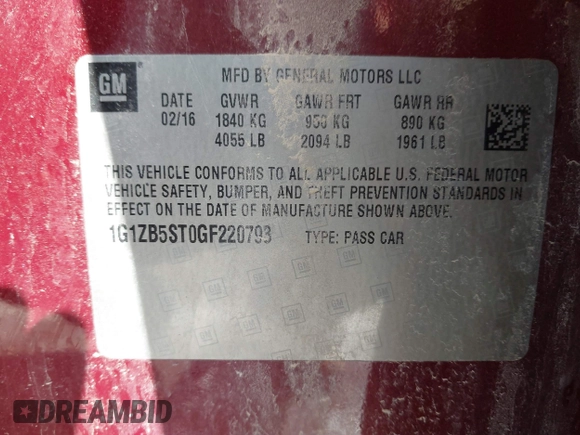 GM
MFD BY GENERAL MOTORS LLC
DATE GVWR GAWR FRT GAWR RR
02/16 1840 KG 950 KG 890 KG
4055 LB 2094 LB 1961 LB
THIS VEHICLE CONFORMS TO ALL APPLICABLE U.S. FEDERAL MOTOR
VEHICLE SAFETY, BUMPER, AND THEFT PREVENTION STANDARDS IN
EFFECT ON THE DATE OF MANUFACTURE SHOWN ABOVE.
1G1ZB5ST0GF220793 TYPE: PASS CAR
DREAMBID